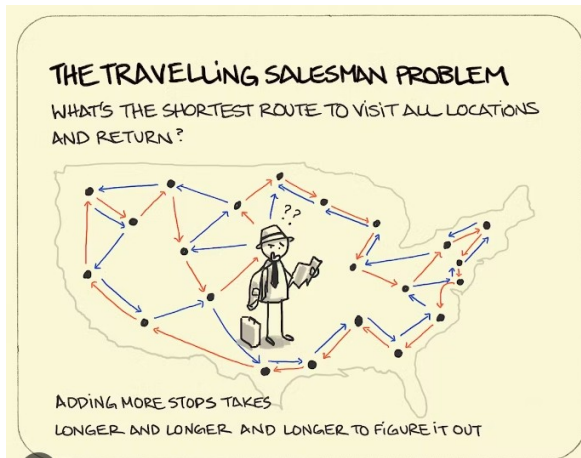 THE TRAVELLING SALESMAN PROBLEM
WHAT'S THE SHORTEST ROUTE TO VISIT ALL LOCATIONS
AND RETURN?
??
ADDING MORE STOPS TAKES
LONGER AND LONGER AND LONGER TO FIGURE IT OUT